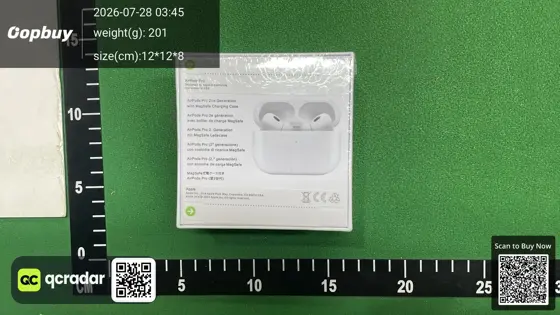 Oopbuy
2026-07-28 03:45
weight(g): 201
size(cm):12*12*8
15
10
5
0
CM
5
10
15
20
25
AirPods Pro
AirPods Pro 2nd generation
with MagSafe Charging Case
AirPods Pro 2e génération
avec boîtier de charge MagSafe
AirPods Pro 2. Generation
mit MagSafe Ladecase
AirPods Pro (2ª generazione)
con custodia di ricarica MagSafe
AirPods Pro (2.ª generación)
con estuche de carga MagSafe
CE
qcradar
Scan to Buy Now